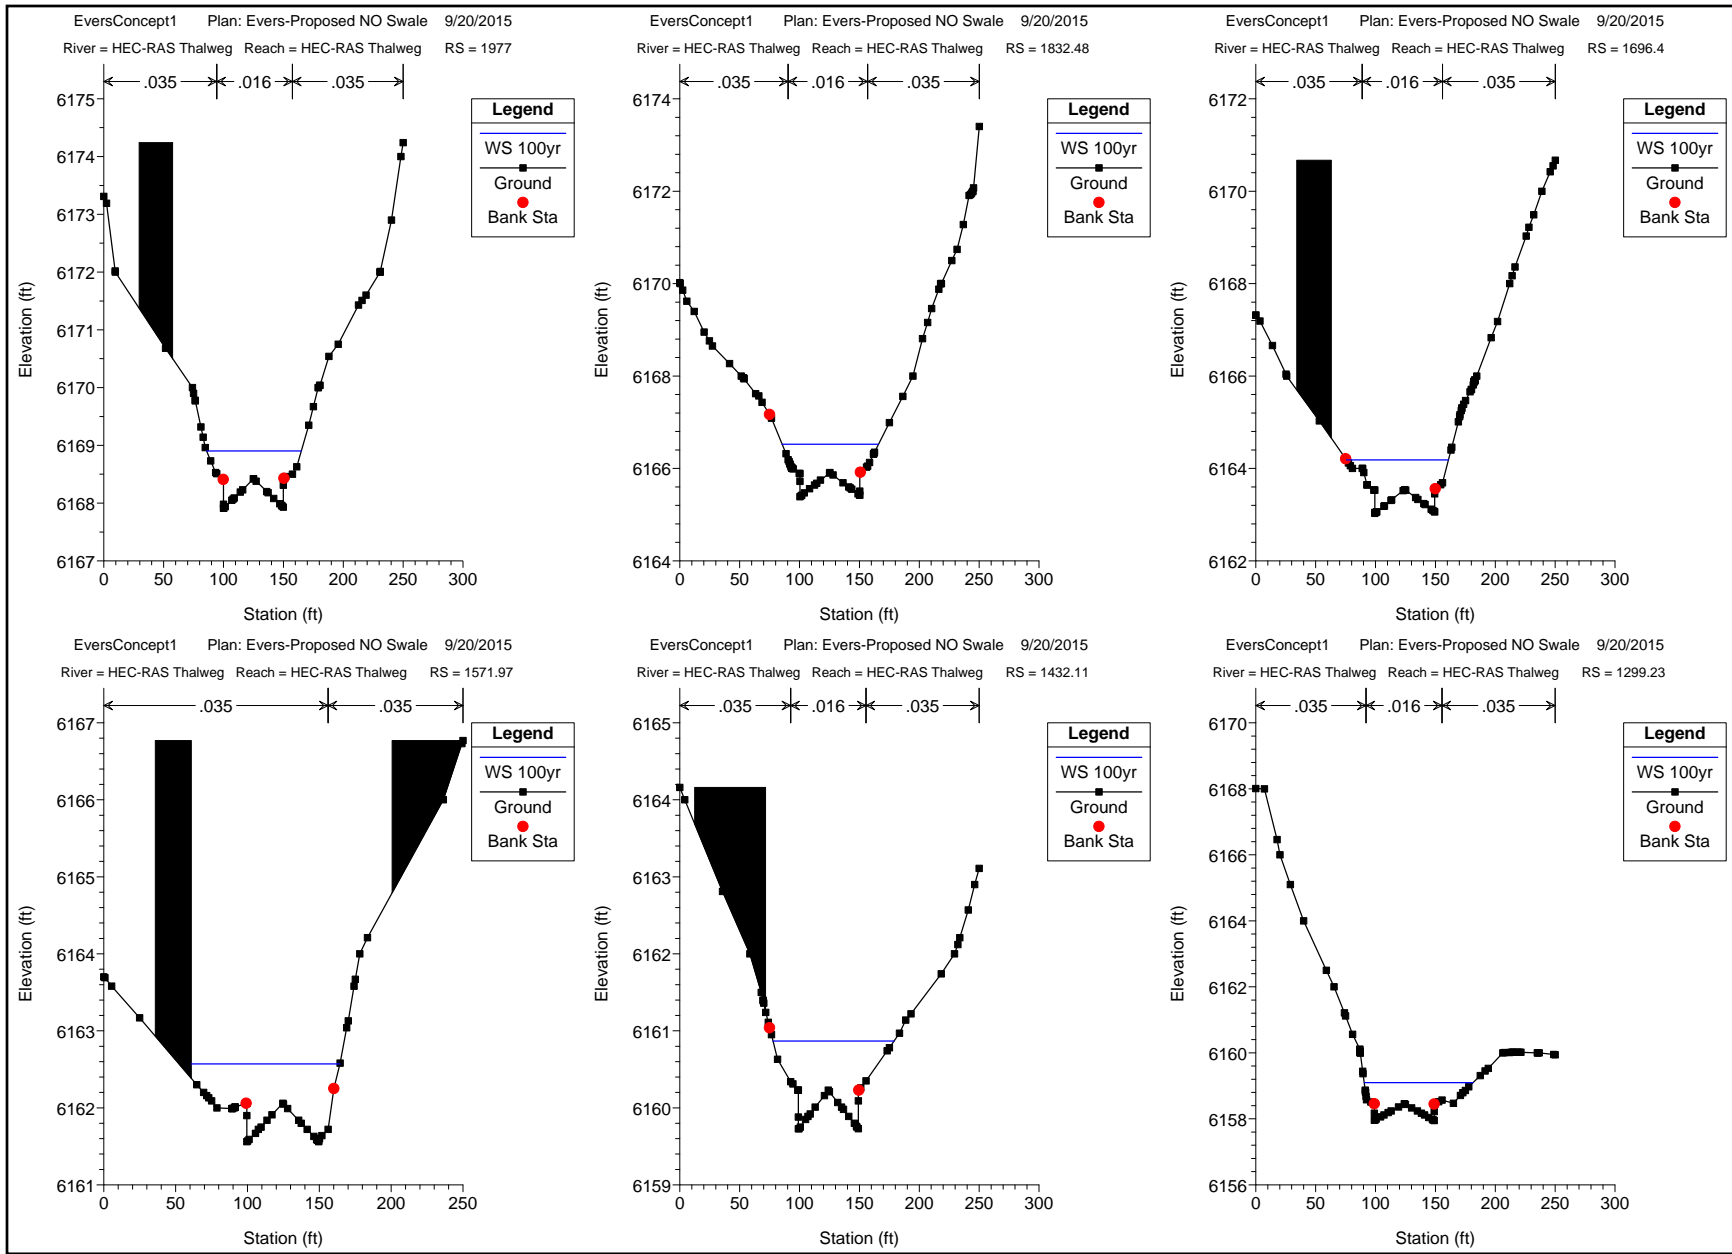 EversConcept1 Plan: Evers-Proposed NO Swale 9/20/2015
River = HEC-RAS Thalweg Reach = HEC-RAS Thalweg RS = 1977
.035 .016 .035
6175
6174
6173
6172
6171
6170
6169
6168
6167
0 50 100 150 200 250 300
Station (ft)
Elevation (ft)
Legend
WS 100yr
Ground
Bank Sta
EversConcept1 Plan: Evers-Proposed NO Swale 9/20/2015
River = HEC-RAS Thalweg Reach = HEC-RAS Thalweg RS = 1832.48
.035 .016 .035
6174
6172
6170
6168
6166
6164
0 50 100 150 200 250 300
Station (ft)
Elevation (ft)
Legend
WS 100yr
Ground
Bank Sta
EversConcept1 Plan: Evers-Proposed NO Swale 9/20/2015
River = HEC-RAS Thalweg Reach = HEC-RAS Thalweg RS = 1696.4
.035 .016 .035
6172
6170
6168
6166
6164
6162
0 50 100 150 200 250 300
Station (ft)
Elevation (ft)
Legend
WS 100yr
Ground
Bank Sta
EversConcept1 Plan: Evers-Proposed NO Swale 9/20/2015
River = HEC-RAS Thalweg Reach = HEC-RAS Thalweg RS = 1571.97
.035 .035
6167
6166
6165
6164
6163
6162
6161
0 50 100 150 200 250
Station (ft)
Elevation (ft)
Legend
WS 100yr
Ground
Bank Sta
EversConcept1 Plan: Evers-Proposed NO Swale 9/20/2015
River = HEC-RAS Thalweg Reach = HEC-RAS Thalweg RS = 1432.11
.035 .016 .035
6165
6164
6163
6162
6161
6160
6159
0 50 100 150 200 250 300
Station (ft)
Elevation (ft)
Legend
WS 100yr
Ground
Bank Sta
EversConcept1 Plan: Evers-Proposed NO Swale 9/20/2015
River = HEC-RAS Thalweg Reach = HEC-RAS Thalweg RS = 1299.23
.035 .016 .035
6170
6168
6166
6164
6162
6160
6158
6156
0 50 100 150 200 250 300
Station (ft)
Elevation (ft)
Legend
WS 100yr
Ground
Bank Sta